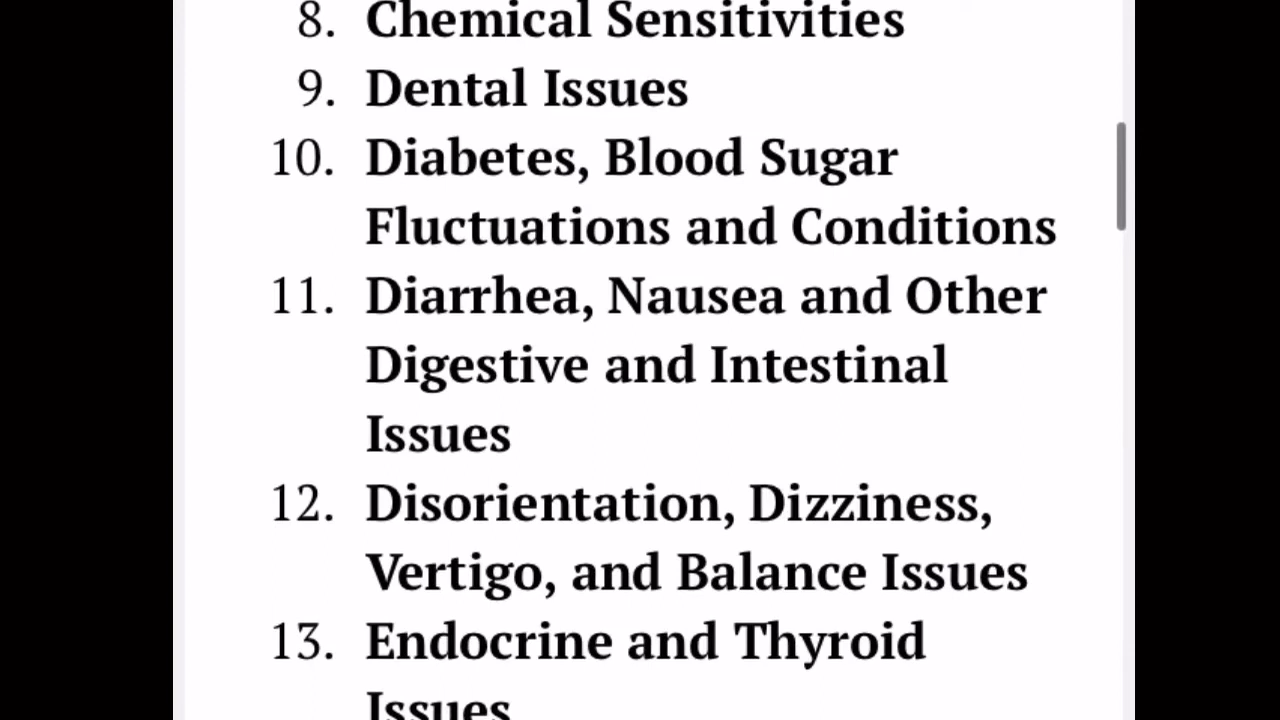 8. Chemical Sensitivities
9. Dental Issues
10. Diabetes, Blood Sugar
Fluctuations and Conditions
11. Diarrhea, Nausea and Other
Digestive and Intestinal
Issues
12. Disorientation, Dizziness,
Vertigo, and Balance Issues
13. Endocrine and Thyroid
Issues